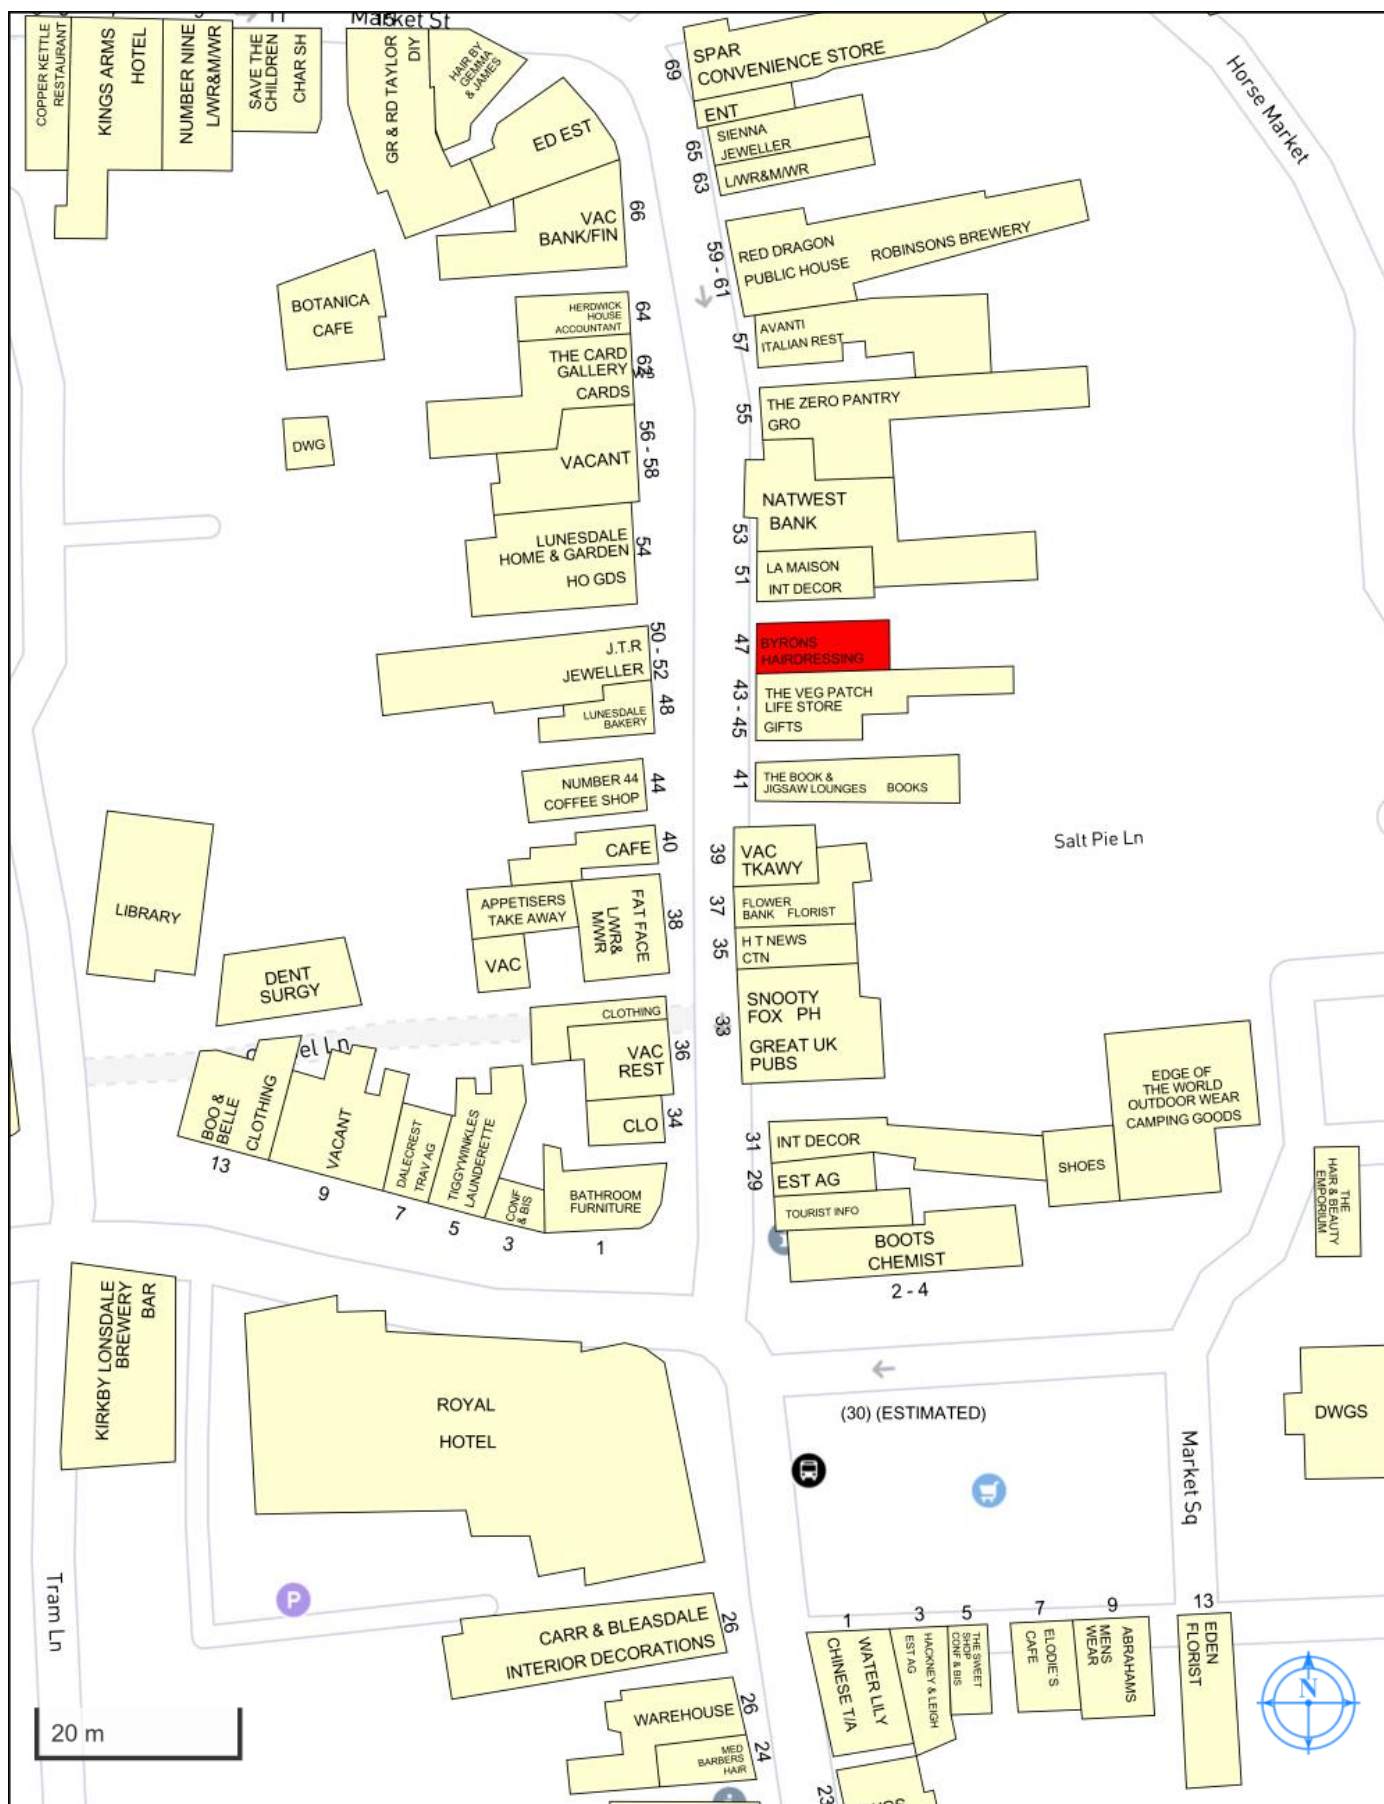 Market St
15
11
COPPER KETTLE
RESTAURANT
KINGS ARMS
HOTEL
NUMBER NINE
L/WR&M/WR
SAVE THE
CHILDREN
CHAR SH
GR & RD TAYLOR
DIY
HAIR BY
GEMMA
& JAMES
ED EST
VAC
BANK/FIN
66
BOTANICA
CAFE
DWG
HERDWICK
HOUSE
ACCOUNTANT
64
THE CARD
GALLERY
CARDS
62
VACANT
56 - 58
LUNESDALE
HOME & GARDEN
HO GDS
54
J.T.R
JEWELLER
50 - 52
LUNESDALE
BAKERY
48
NUMBER 44
COFFEE SHOP
44
CAFE
40
APPETISERS
TAKE AWAY
FAT FACE
L/WR&
M/WR
38
VAC
LIBRARY
DENT
SURGY
CLOTHING
VAC
REST
36
CLO
34
BOO &
BELLE
CLOTHING
13
VACANT
9
DALECREST
TRAV AG
7
TIGGYWINKLES
LAUNDERETTE
5
CONF
& BIS
3
BATHROOM
FURNITURE
1
SPAR
CONVENIENCE STORE
69
ENT
SIENNA
JEWELLER
65
L/WR&M/WR
63
RED DRAGON
PUBLIC HOUSE
ROBINSONS BREWERY
59 - 61
AVANTI
ITALIAN REST
57
THE ZERO PANTRY
GRO
55
NATWEST
BANK
53
LA MAISON
INT DECOR
51
BYRONS
HAIRDRESSING
47
THE VEG PATCH
LIFE STORE
GIFTS
43 - 45
THE BOOK &
JIGSAW LOUNGES BOOKS
41
VAC
TKAWY
39
FLOWER
BANK FLORIST
37
H T NEWS
CTN
35
SNOOTY
FOX PH
GREAT UK
PUBS
33
INT DECOR
31
EST AG
29
TOURIST INFO
BOOTS
CHEMIST
2 - 4
SHOES
EDGE OF
THE WORLD
OUTDOOR WEAR
CAMPING GOODS
Horse Market
Salt Pie Ln
THE
HAIR & BEAUTY
EMPORIUM
KIRKBY LONSDALE
BREWERY
BAR
ROYAL
HOTEL
(30) (ESTIMATED)
DWGS
Market Sq
Tram Ln
P
CARR & BLEASDALE
INTERIOR DECORATIONS
26
WAREHOUSE
26
MED
BARBERS
HAIR
24
1
WATER LILY
CHINESE T/A
3
HACKNEY & LEIGH
EST AG
5
THE SWEET
SHOP
CONF & BIS
7
ELODIE'S
CAFE
9
ABRAHAMS
MENS
WEAR
13
EDEN
FLORIST
23
N
20 m